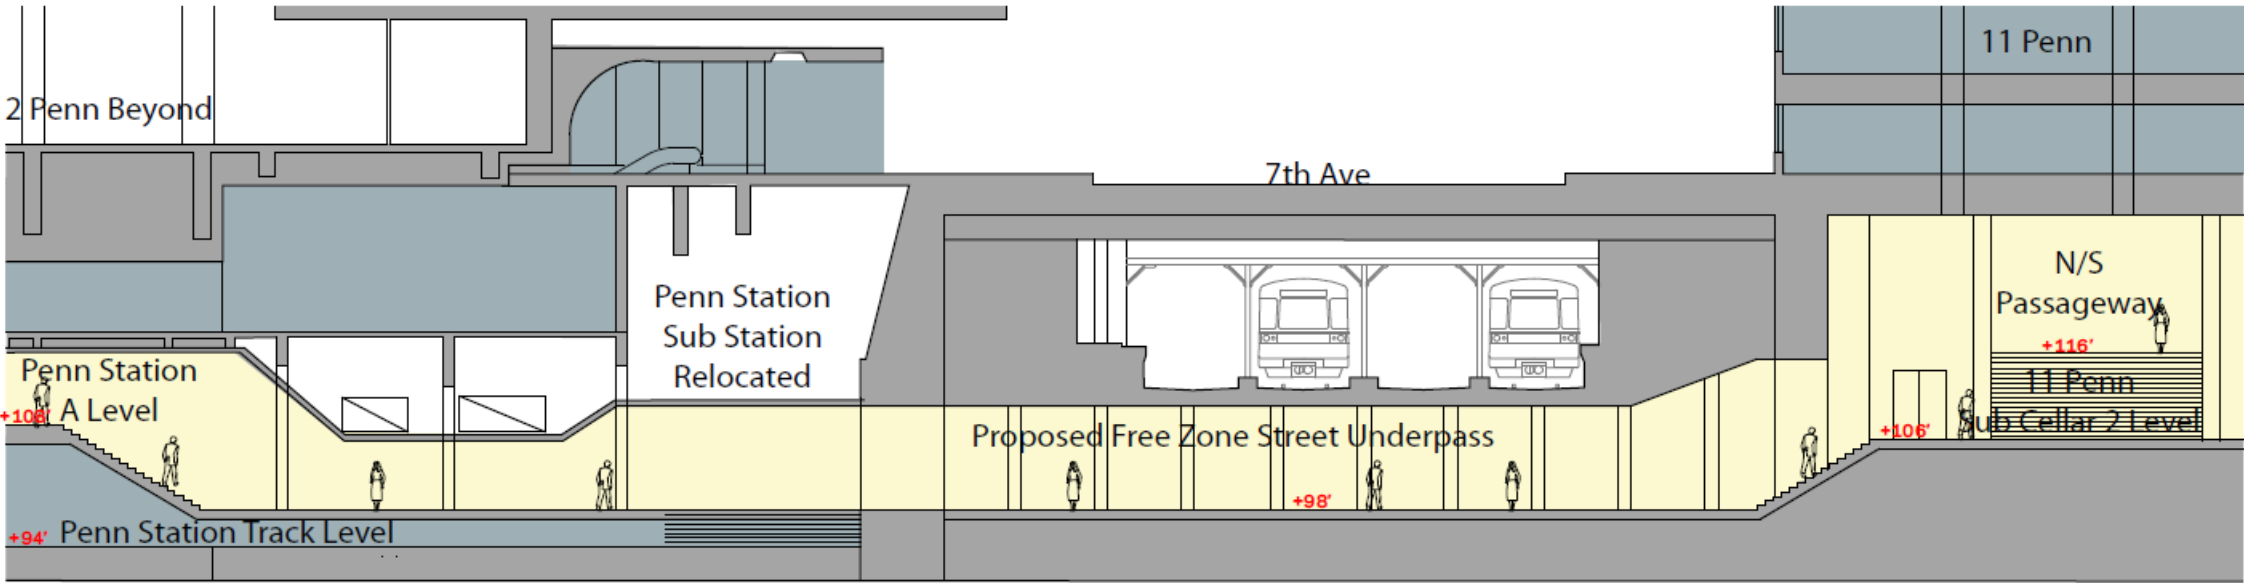 11 Penn
2 Penn Beyond
7th Ave
Penn Station
Sub Station
Relocated
N/S
Passageway
+116'
Penn Station
A Level
+108'
11 Penn
Sub Cellar 2 Level
+106'
Proposed Free Zone Street Underpass
+98'
+94' Penn Station Track Level